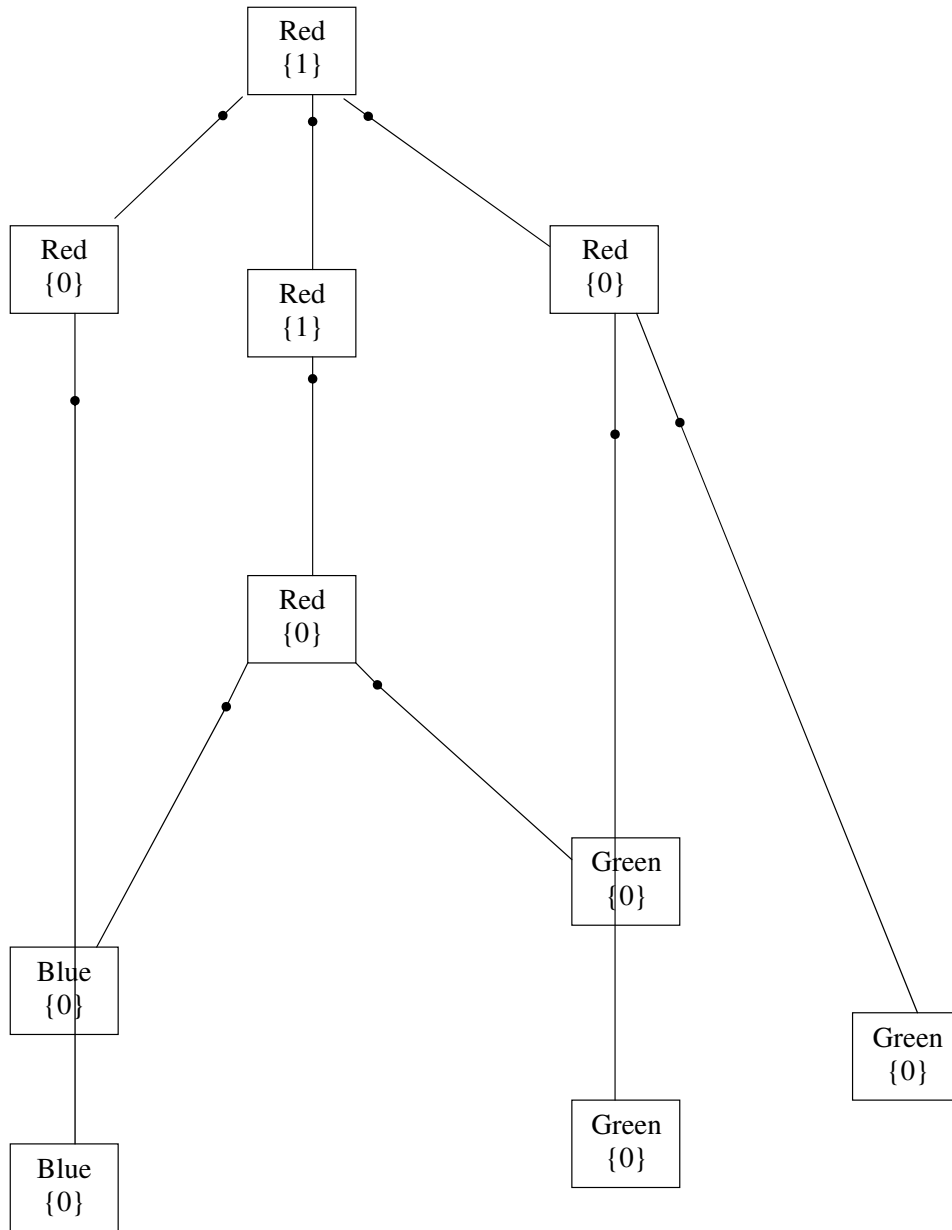 Red
{1}
Red
{0}
Red
{1}
Red
{0}
Red
{0}
Green
{0}
Blue
{0}
Green
{0}
Green
{0}
Blue
{0}